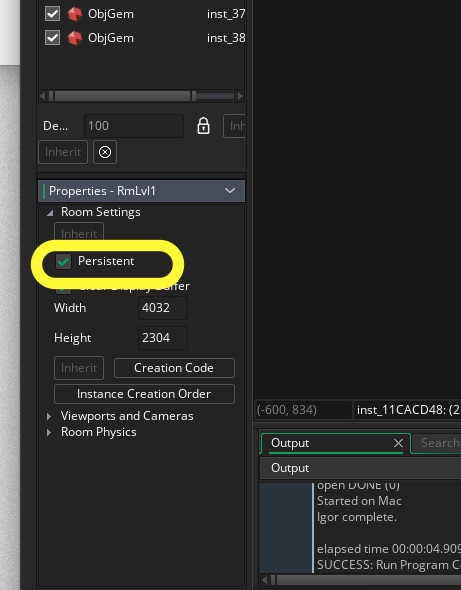 ObjGem inst_37
ObjGem inst_38
De... 100 Inh
Inherit
Properties - RmLvl1
Room Settings
Inherit
Persistent
Clear Display Buffer
Width 4032
Height 2304
Inherit Creation Code
Instance Creation Order
Viewports and Cameras
Room Physics
(-600, 834) inst_11CACD48: (2
Output Search
Output
open DONE (0)
Started on Mac
Igor complete.
elapsed time 00:00:04.909
SUCCESS: Run Program C